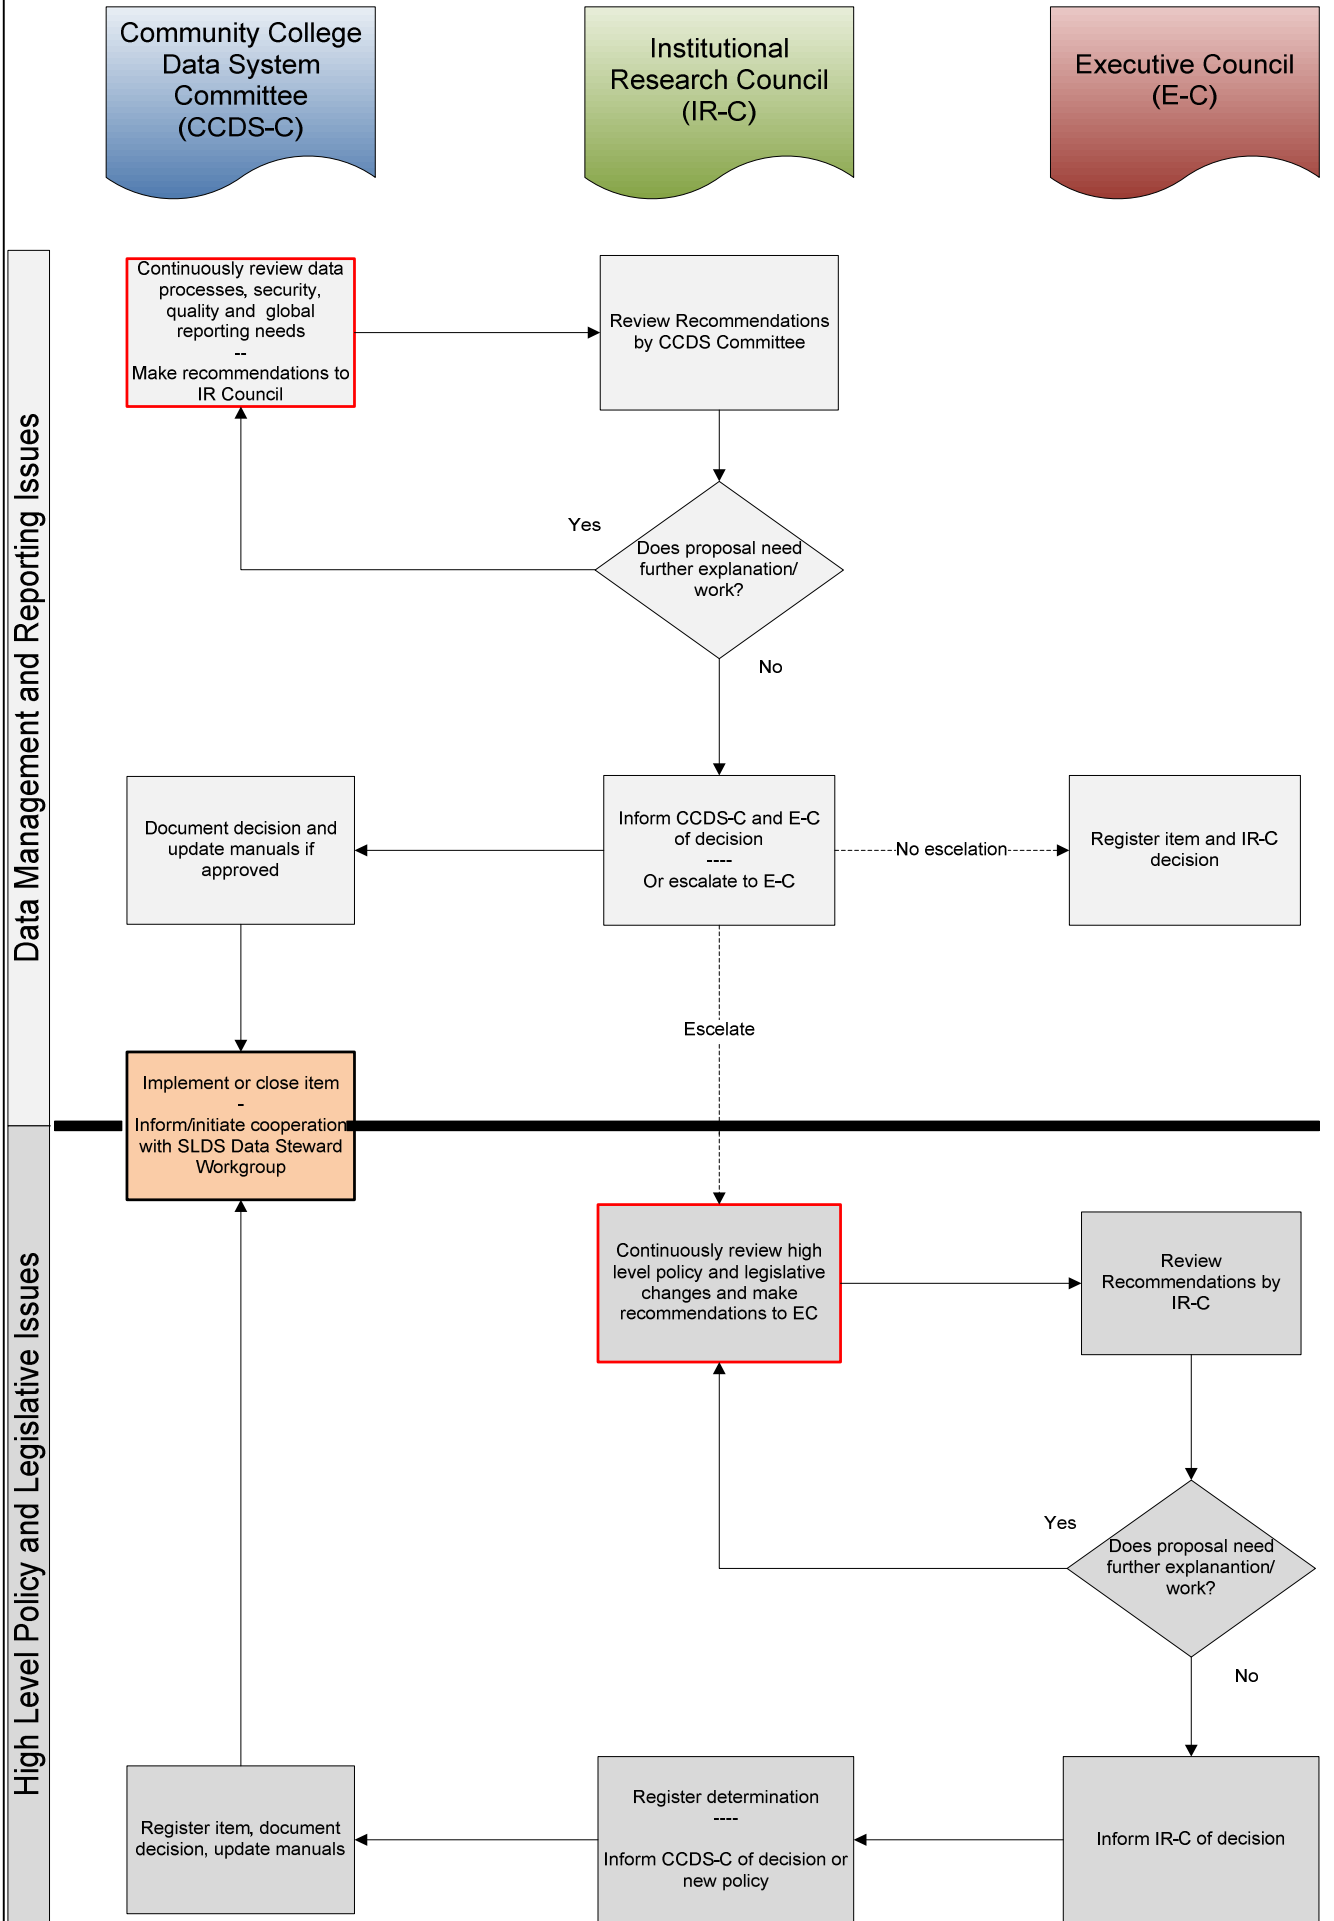 Community College
Data System
Committee
(CCDS-C)
Institutional
Research Council
(IR-C)
Executive Council
(E-C)
Data Management and Reporting Issues
Continuously review data
processes, security,
quality and global
reporting needs
--
Make recommendations to
IR Council
Review Recommendations
by CCDS Committee
Yes
Does proposal need
further explanation/
work?
No
Document decision and
update manuals if
approved
Inform CCDS-C and E-C
of decision
----
Or escalate to E-C
No escelation
Register item and IR-C
decision
Escelate
Implement or close item
-
Inform/initiate cooperation
with SLDS Data Steward
Workgroup
High Level Policy and Legislative Issues
Continuously review high
level policy and legislative
changes and make
recommendations to EC
Review
Recommendations by
IR-C
Yes
Does proposal need
further explanantion/
work?
No
Register item, document
decision, update manuals
Register determination
----
Inform CCDS-C of decision or
new policy
Inform IR-C of decision